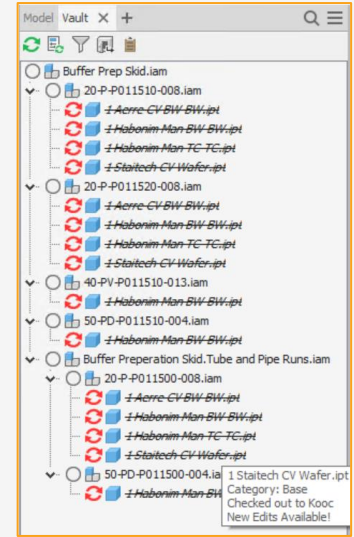 Model Vault × +
Buffer Prep Skid.iam
20-P-P011510-008.iam
1 Aerre CV BW-BW.ipt
1 Habonim Man BW-BW.ipt
1 Habonim Man TC-TC.ipt
1 Staitech CV Wafer.ipt
20-P-P011520-008.iam
1 Aerre CV BW-BW.ipt
1 Habonim Man BW-BW.ipt
1 Habonim Man TC-TC.ipt
1 Staitech CV Wafer.ipt
40-PV-P011510-013.iam
1 Habonim Man BW-BW.ipt
50-PD-P011510-004.iam
1 Habonim Man BW-BW.ipt
Buffer Preperation Skid.Tube and Pipe Runs.iam
20-P-P011500-008.iam
1 Aerre CV BW-BW.ipt
1 Habonim Man BW-BW.ipt
1 Habonim Man TC-TC.ipt
1 Staitech CV Wafer.ipt
50-PD-P011500-004.ia
1 Habonim Man BW
1 Staitech CV Wafer.ipt
Category: Base
Checked out to Kooc
New Edits Available!